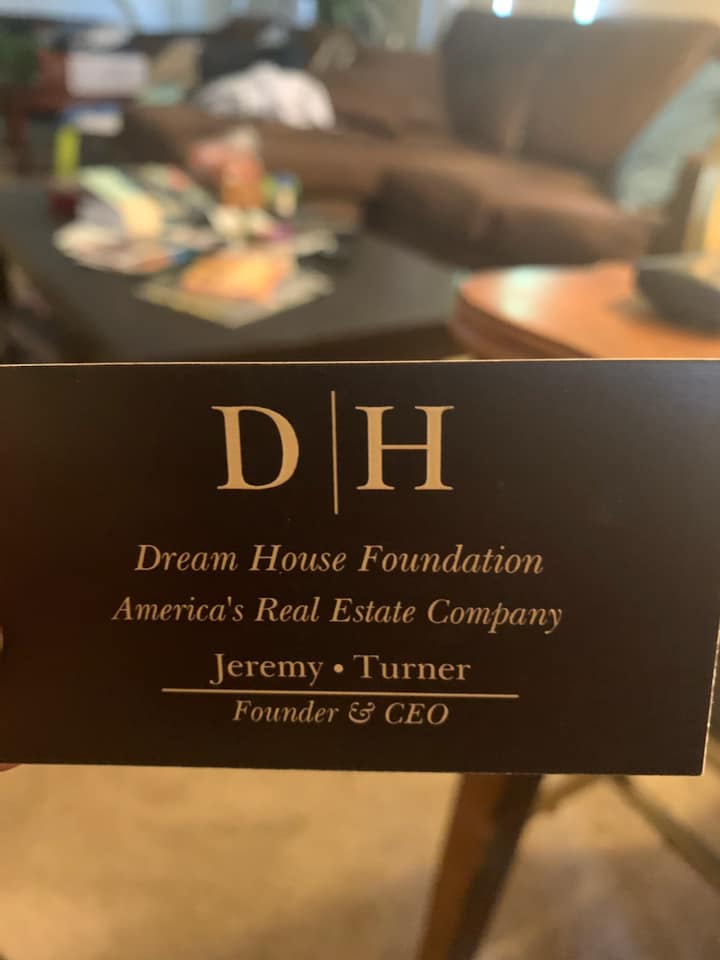 D|H
Dream House Foundation
America's Real Estate Company
Jeremy • Turner
Founder & CEO